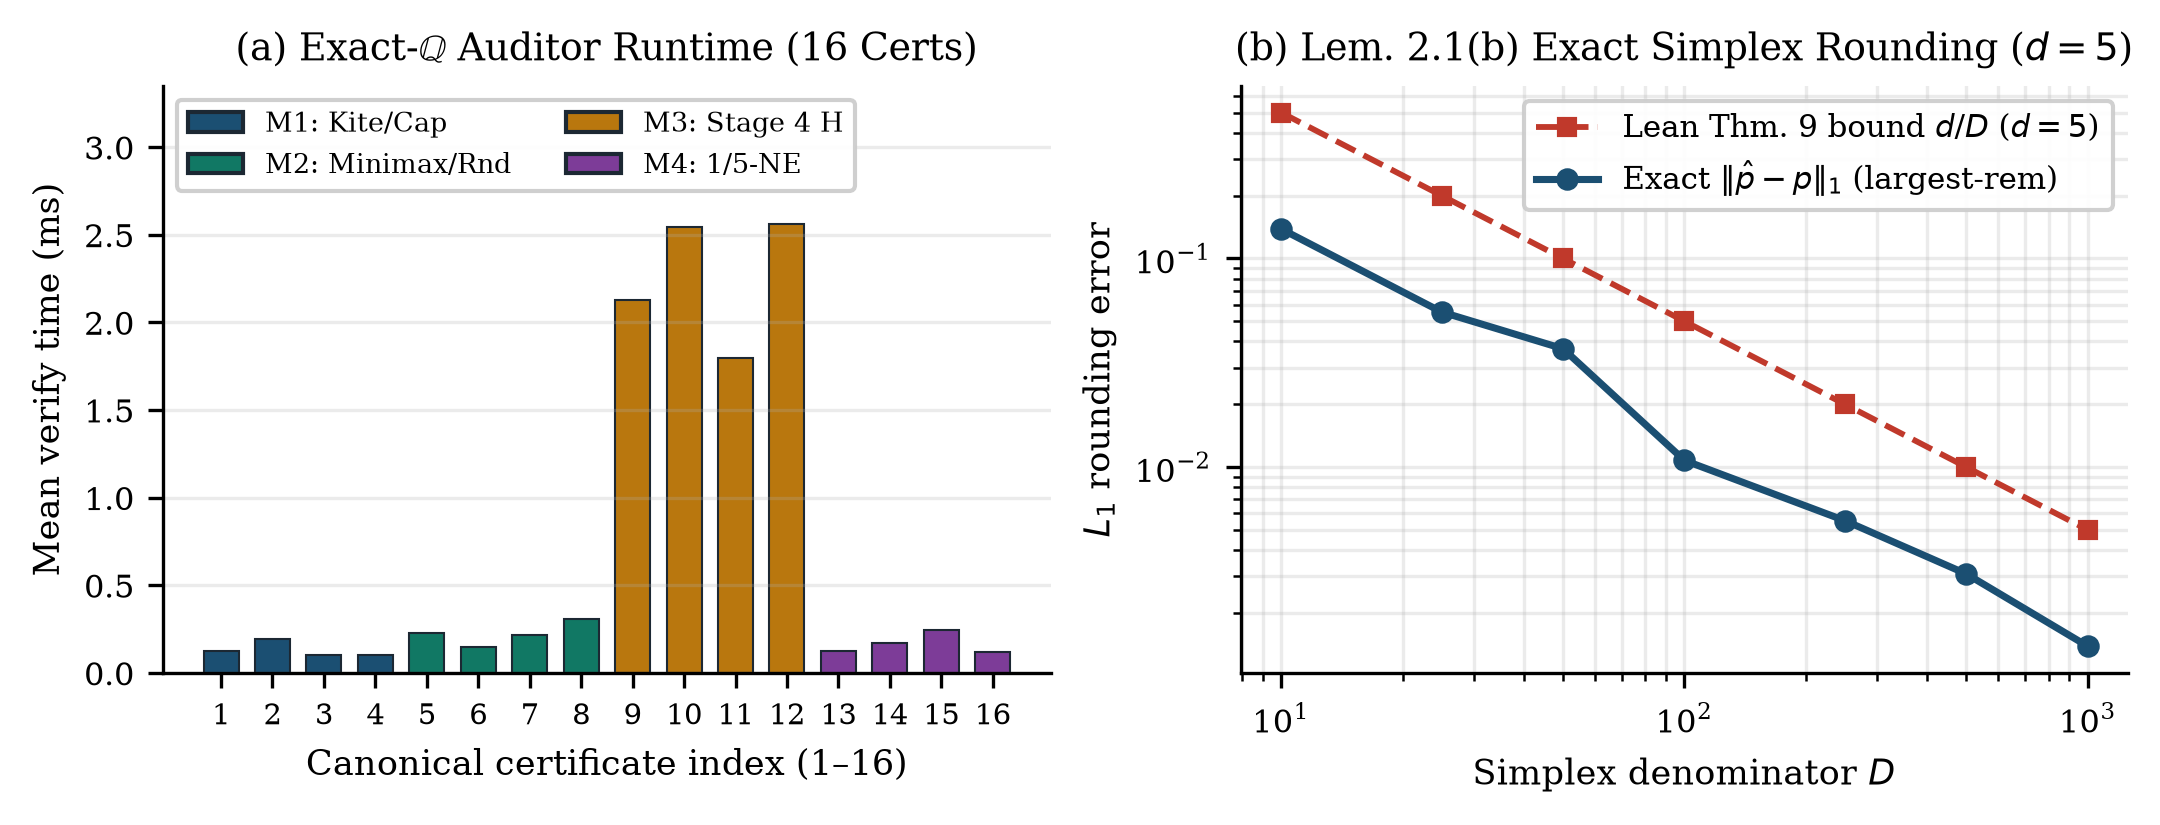 (a) Exact-ℚ Auditor Runtime (16 Certs)
M1: Kite/Cap
M2: Minimax/Rnd
M3: Stage 4 H
M4: 1/5-NE
Mean verify time (ms)
3.0
2.5
2.0
1.5
1.0
0.5
0.0
1 2 3 4 5 6 7 8 9 10 11 12 13 14 15 16
Canonical certificate index (1–16)
(b) Lem. 2.1(b) Exact Simplex Rounding (d = 5)
Lean Thm. 9 bound d/D (d = 5)
Exact ‖p̂ − p‖₁ (largest-rem)
L₁ rounding error
10⁻¹
10⁻²
10¹ 10² 10³
Simplex denominator D